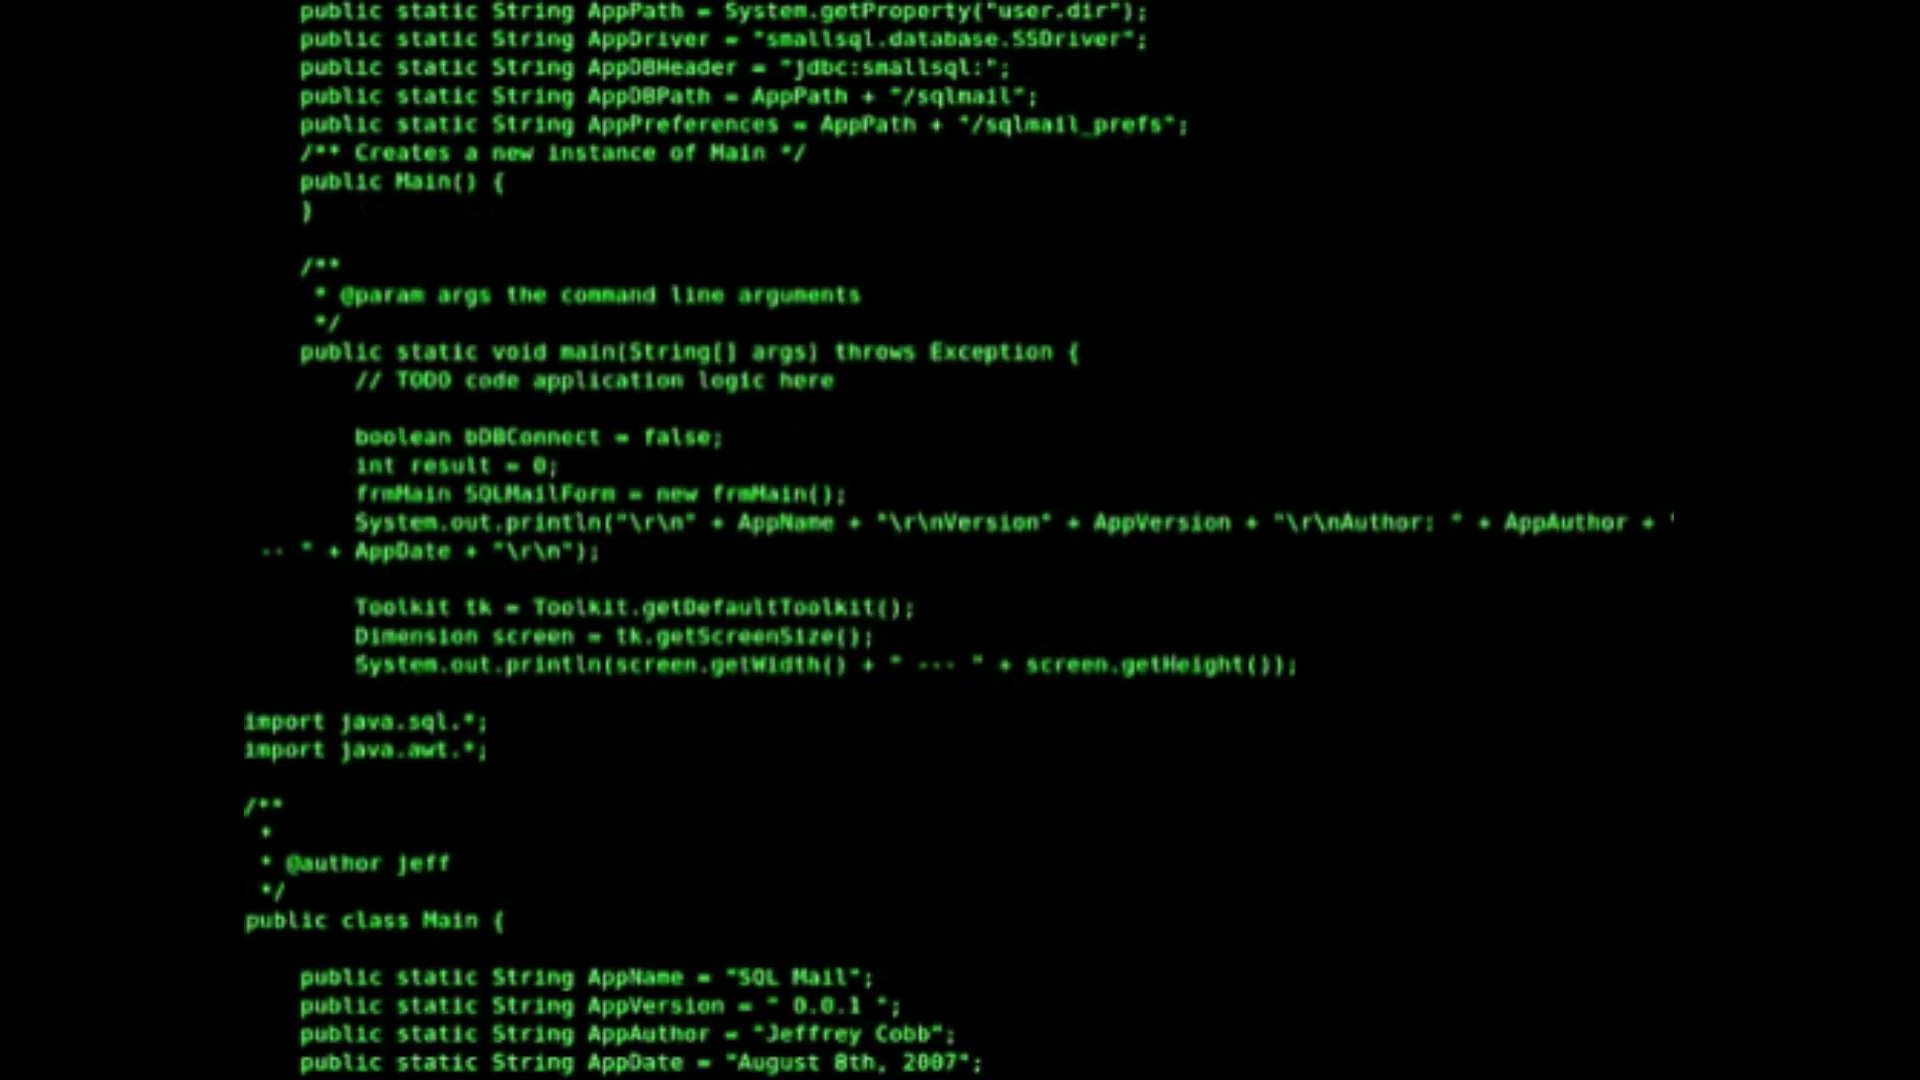 public static String AppPath = System.getProperty("user.dir");
public static String AppDriver = "smallsql.database.SSDriver";
public static String AppDBHeader = "jdbc:smallsql:";
public static String AppDBPath = AppPath + "/sqlmail";
public static String AppPreferences = AppPath + "/sqlmail_prefs";
/** Creates a new instance of Main */
public Main() {
}
/**
* @param args the command line arguments
*/
public static void main(String[] args) throws Exception {
// TODO code application logic here
boolean bDBConnect = false;
int result = 0;
frmMain SQLMailForm = new frmMain();
System.out.println("\r\n" + AppName + "\r\nVersion" + AppVersion + "\r\nAuthor: " + AppAuthor + "
-- " + AppDate + "\r\n");
Toolkit tk = Toolkit.getDefaultToolkit();
Dimension screen = tk.getScreenSize();
System.out.println(screen.getWidth() + " --- " + screen.getHeight());
import java.sql.*;
import java.awt.*;
/**
*
* @author jeff
*/
public class Main {
public static String AppName = "SQL Mail";
public static String AppVersion = " 0.0.1 ";
public static String AppAuthor = "Jeffrey Cobb";
public static String AppDate = "August 8th, 2007";